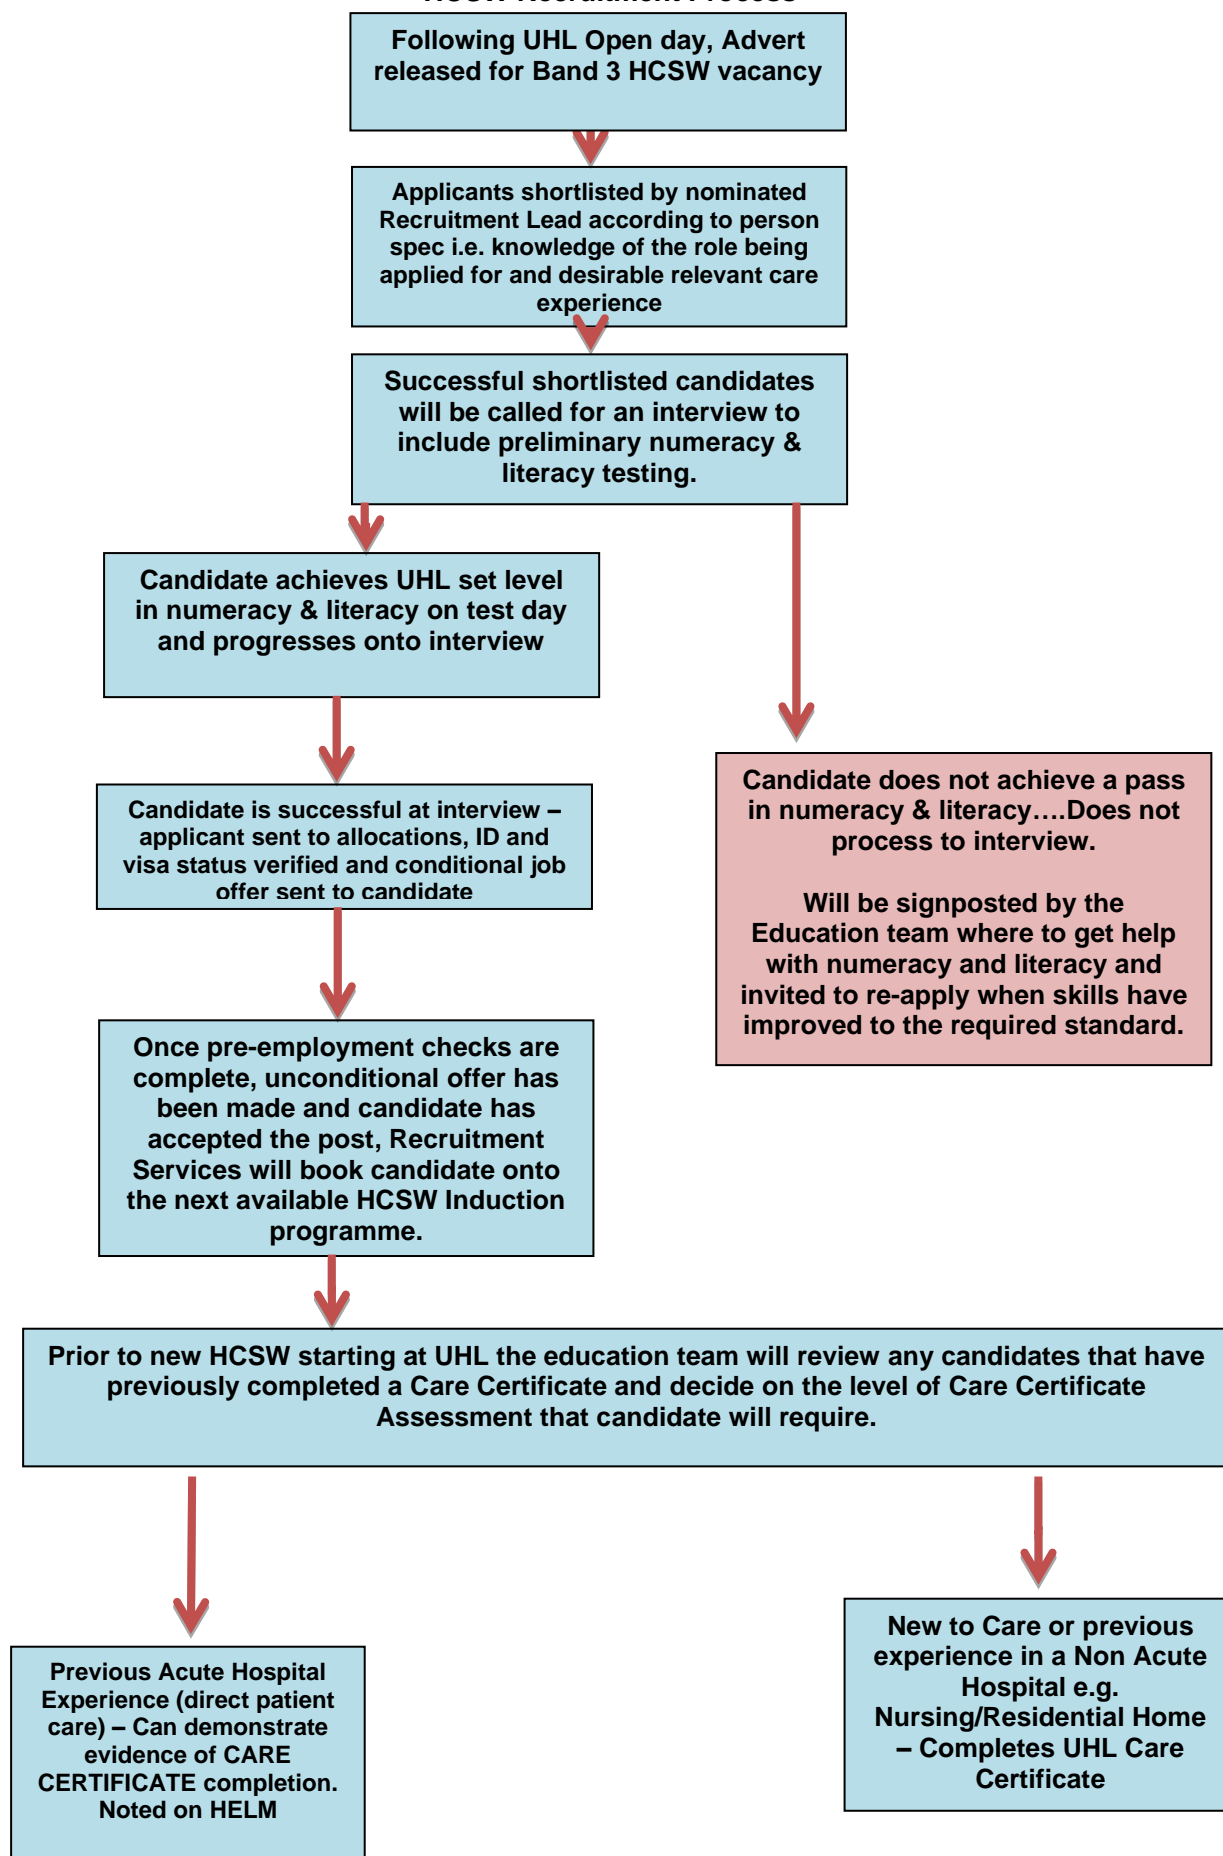 HCSW Recruitment Process
Following UHL Open day, Advert
released for Band 3 HCSW vacancy
Applicants shortlisted by nominated
Recruitment Lead according to person
spec i.e. knowledge of the role being
applied for and desirable relevant care
experience
Successful shortlisted candidates
will be called for an interview to
include preliminary numeracy &
literacy testing.
Candidate achieves UHL set level
in numeracy & literacy on test day
and progresses onto interview
Candidate does not achieve a pass
in numeracy & literacy….Does not
process to interview.
Will be signposted by the
Education team where to get help
with numeracy and literacy and
invited to re-apply when skills have
improved to the required standard.
Candidate is successful at interview –
applicant sent to allocations, ID and
visa status verified and conditional job
offer sent to candidate
Once pre-employment checks are
complete, unconditional offer has
been made and candidate has
accepted the post, Recruitment
Services will book candidate onto
the next available HCSW Induction
programme.
Prior to new HCSW starting at UHL the education team will review any candidates that have
previously completed a Care Certificate and decide on the level of Care Certificate
Assessment that candidate will require.
Previous Acute Hospital
Experience (direct patient
care) – Can demonstrate
evidence of CARE
CERTIFICATE completion.
Noted on HELM
New to Care or previous
experience in a Non Acute
Hospital e.g.
Nursing/Residential Home
– Completes UHL Care
Certificate